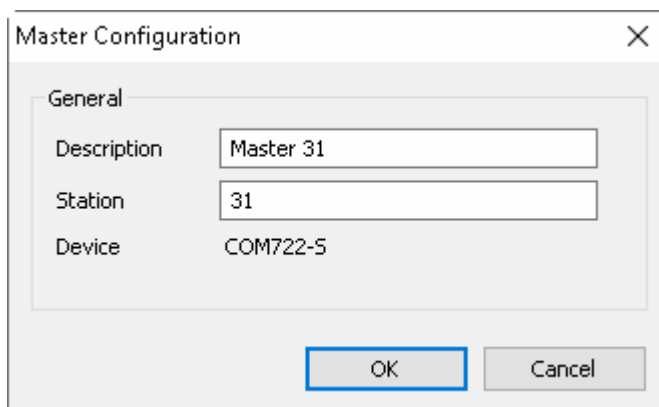 Master Configuration
General
Description Master 31
Station 31
Device COM722-S
OK Cancel